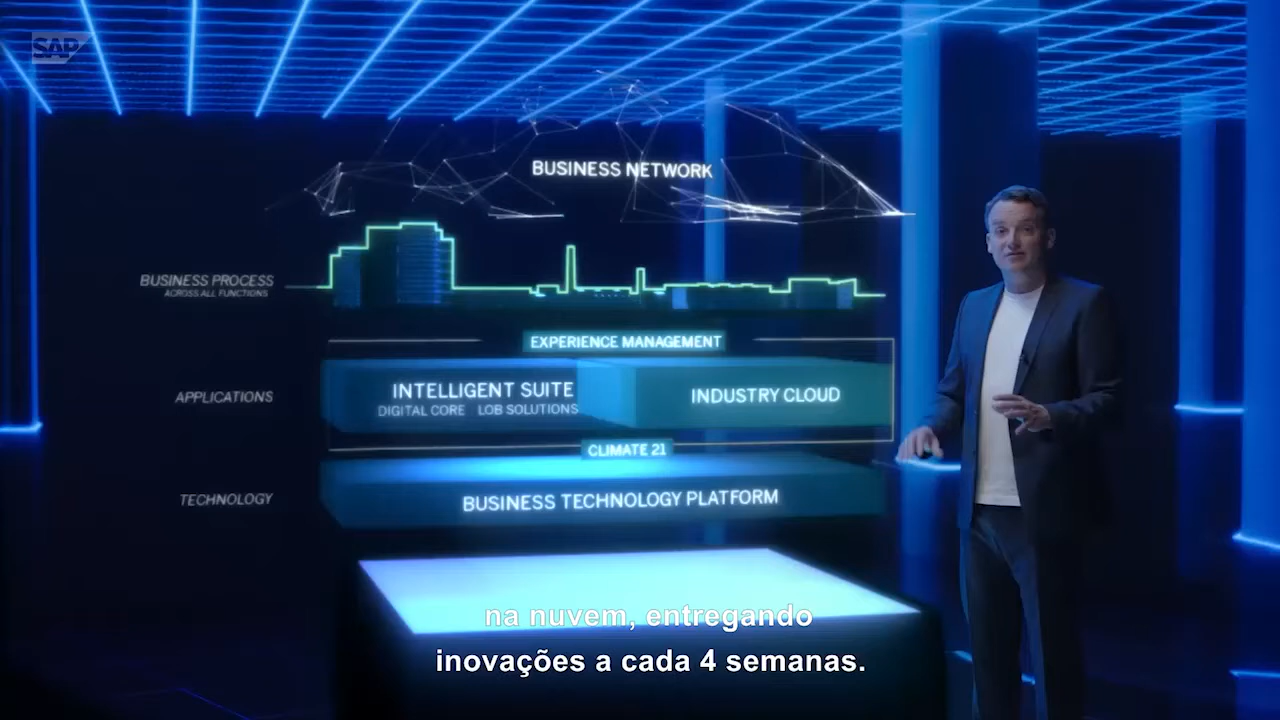 SAP
BUSINESS NETWORK
BUSINESS PROCESS
ACROSS ALL FUNCTIONS
EXPERIENCE MANAGEMENT
APPLICATIONS
INTELLIGENT SUITE
DIGITAL CORE LOB SOLUTIONS
INDUSTRY CLOUD
CLIMATE 21
TECHNOLOGY
BUSINESS TECHNOLOGY PLATFORM
na nuvem, entregando
inovações a cada 4 semanas.